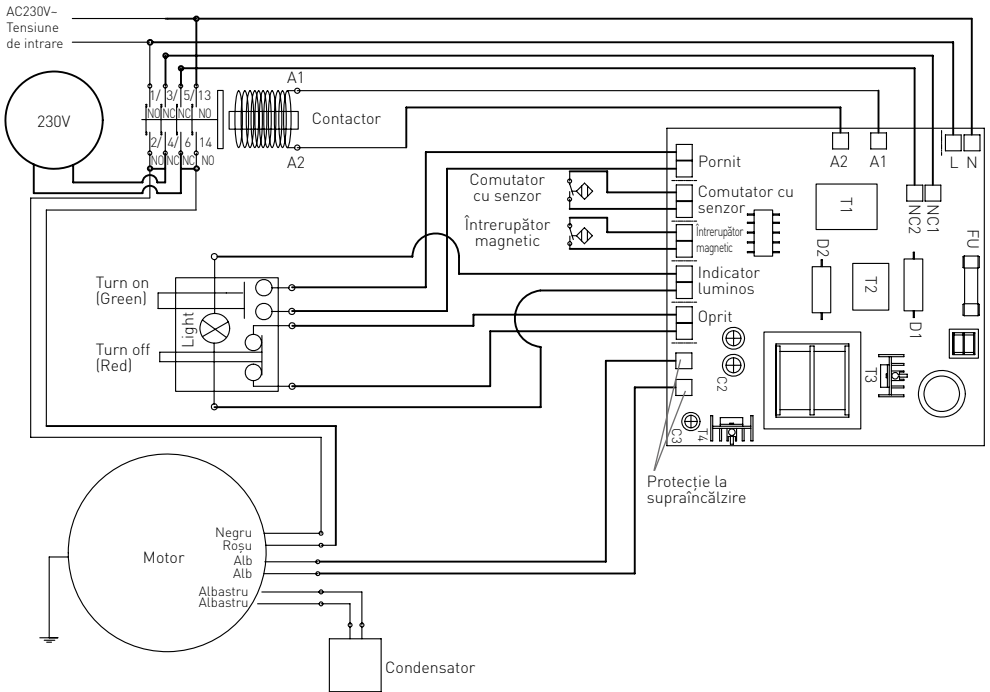 AC230V~
Tensiune
de intrare
230V
1/ 3/ 5/ 13
NO NC NC NO
2/ 4/ 6 14
NO NC NC NO
A1
Contactor
A2
A2 A1
L N
NC2 NC1
FU
Pornit
Comutator
cu senzor
Comutator cu
senzor
Întrerupător
magnetic
Întrerupător
magnetic
Indicator
luminos
Oprit
T1
D2
T2
D1
T3
C2
C3
T4
Turn on
(Green)
Light
Turn off
(Red)
Protecție la
supraîncălzire
Motor
Negru
Roșu
Alb
Alb
Albastru
Albastru
Condensator